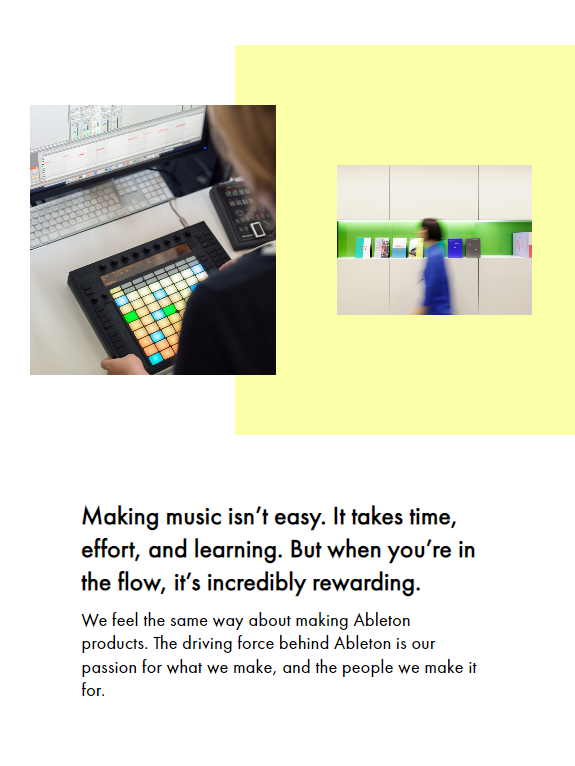 Making music isn’t easy. It takes time,
effort, and learning. But when you’re in
the flow, it’s incredibly rewarding.
We feel the same way about making Ableton
products. The driving force behind Ableton is our
passion for what we make, and the people we make it
for.